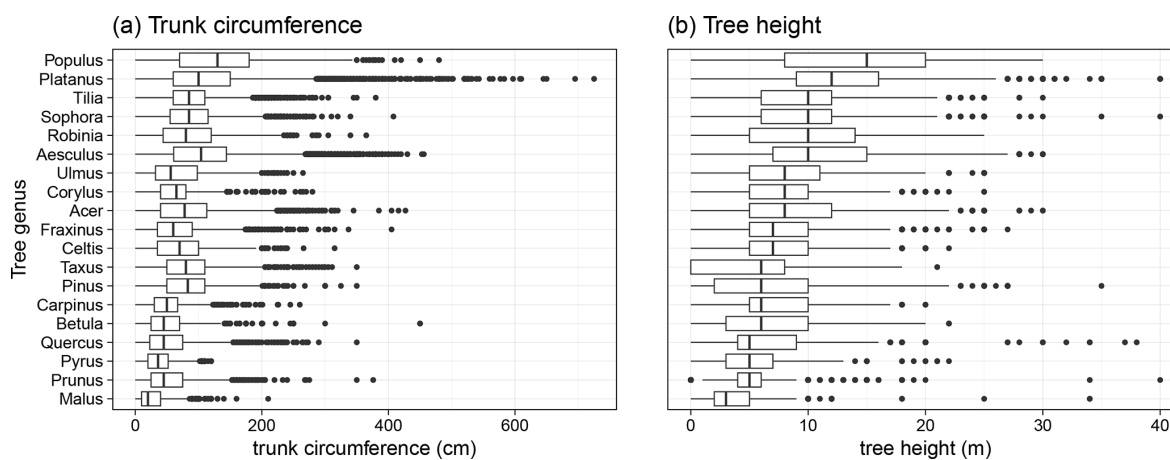 (a) Trunk circumference
(b) Tree height
Tree genus
Populus
Platanus
Tilia
Sophora
Robinia
Aesculus
Ulmus
Corylus
Acer
Fraxinus
Celtis
Taxus
Pinus
Carpinus
Betula
Quercus
Pyrus
Prunus
Malus
0 200 400 600
trunk circumference (cm)
0 10 20 30 40
tree height (m)